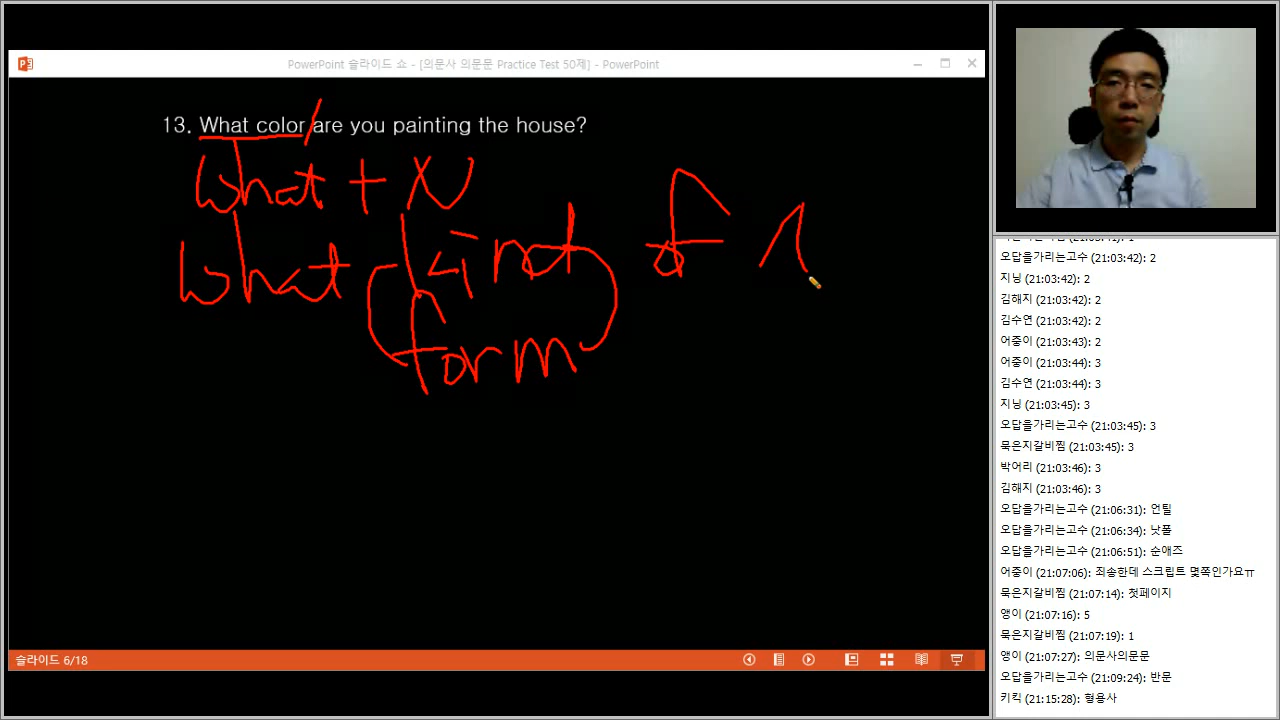 PowerPoint 슬라이드 쇼 - [의문사 의문문 Practice Test 50제] - PowerPoint
13. What color are you painting the house?
What + N
What kind of
form
슬라이드 6/18
오답을가리는고수 (21:03:42): 2
지닝 (21:03:42): 2
김해지 (21:03:42): 2
김수연 (21:03:42): 2
어중이 (21:03:43): 2
어중이 (21:03:44): 3
김수연 (21:03:44): 3
지닝 (21:03:45): 3
오답을가리는고수 (21:03:45): 3
묵은지갈비찜 (21:03:45): 3
박어리 (21:03:46): 3
김해지 (21:03:46): 3
오답을가리는고수 (21:06:31): 언틸
오답을가리는고수 (21:06:34): 낫폴
오답을가리는고수 (21:06:51): 순애즈
어중이 (21:07:06): 죄송한데 스크립트 몇쪽인가요ㅠ
묵은지갈비찜 (21:07:14): 첫페이지
앵이 (21:07:16): 5
묵은지갈비찜 (21:07:19): 1
앵이 (21:07:27): 의문사의문문
오답을가리는고수 (21:09:24): 반문
키킥 (21:15:28): 형용사